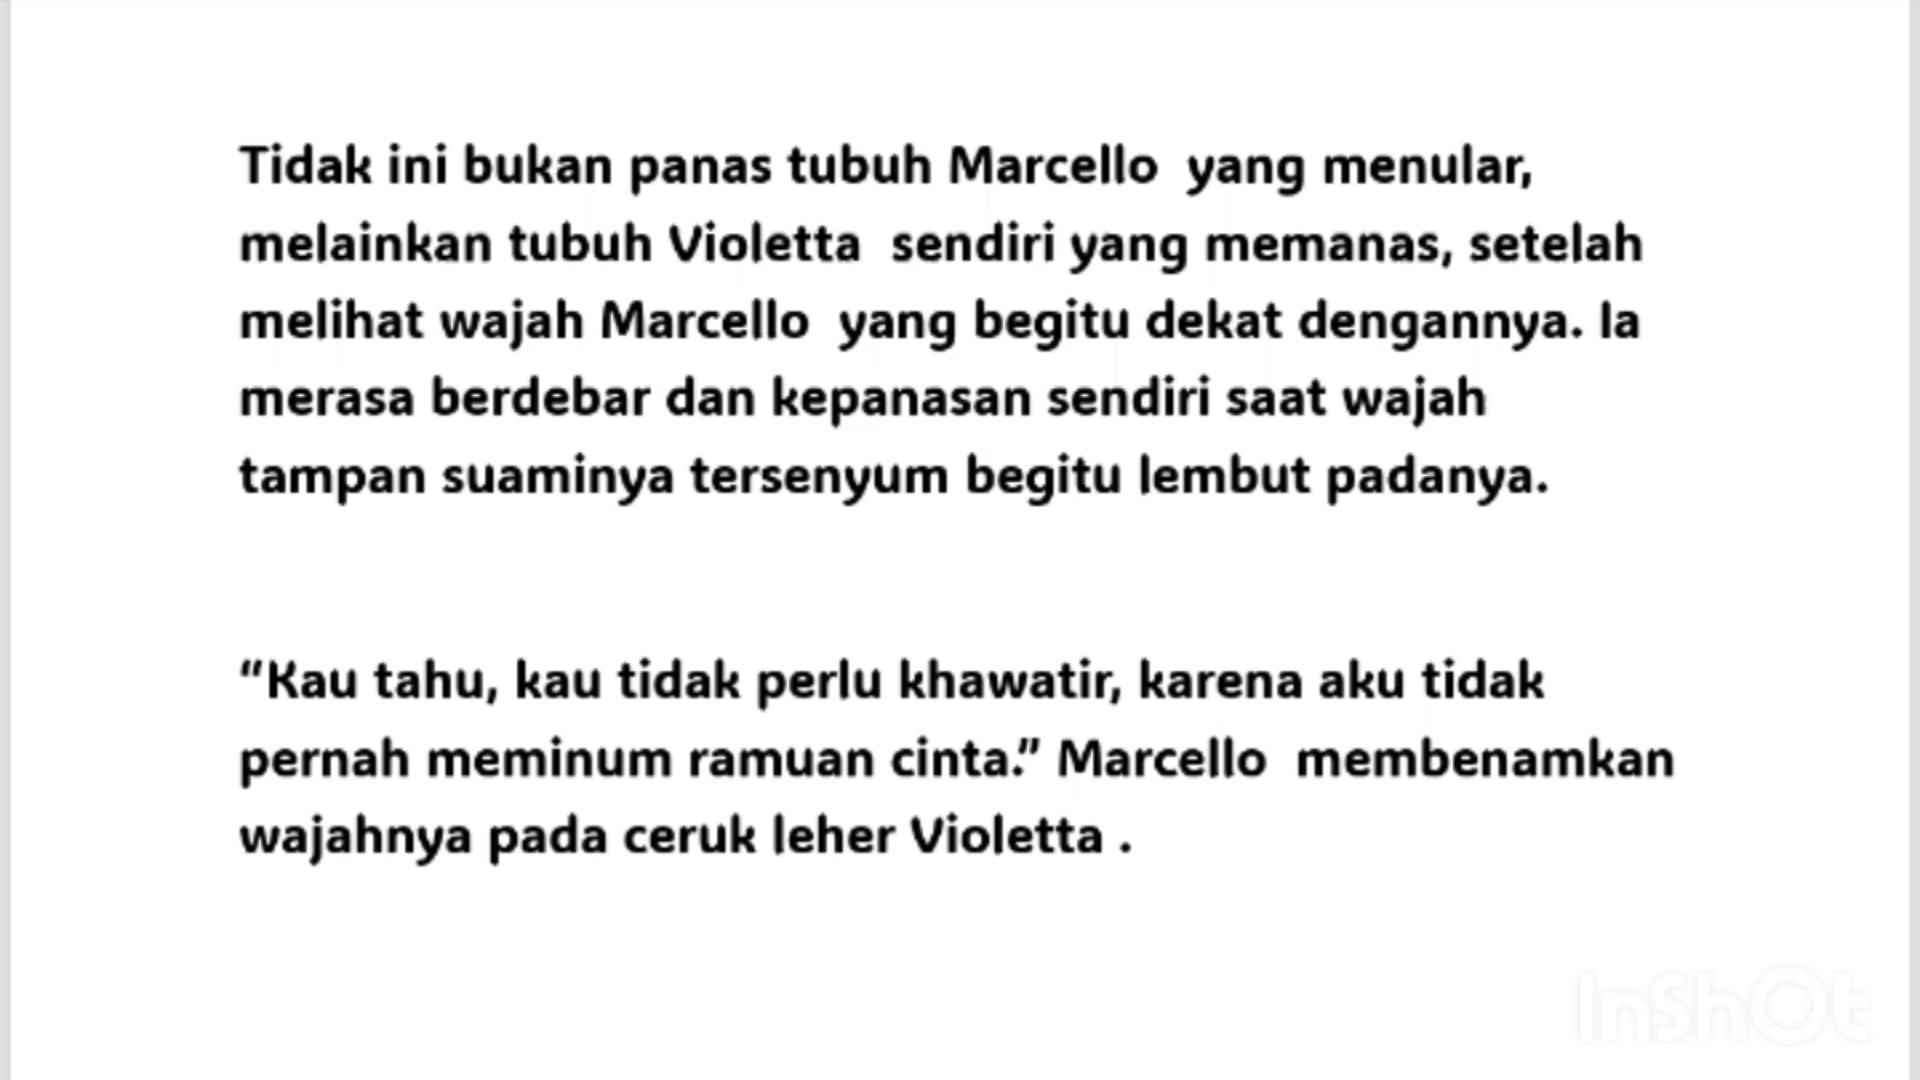 Tidak ini bukan panas tubuh Marcello  yang menular,
melainkan tubuh Violetta  sendiri yang memanas, setelah
melihat wajah Marcello  yang begitu dekat dengannya. Ia
merasa berdebar dan kepanasan sendiri saat wajah
tampan suaminya tersenyum begitu lembut padanya.
“Kau tahu, kau tidak perlu khawatir, karena aku tidak
pernah meminum ramuan cinta.” Marcello  membenamkan
wajahnya pada ceruk leher Violetta .
InShOt